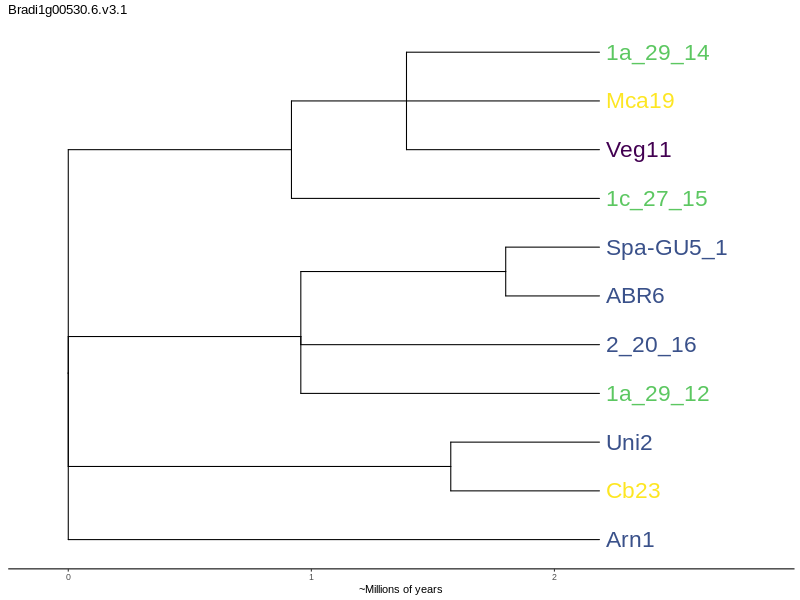 Bradi1g00530.6.v3.1
1a_29_14
Mca19
Veg11
1c_27_15
Spa-GU5_1
ABR6
2_20_16
1a_29_12
Uni2
Cb23
Arn1
0 1 2
~Millions of years